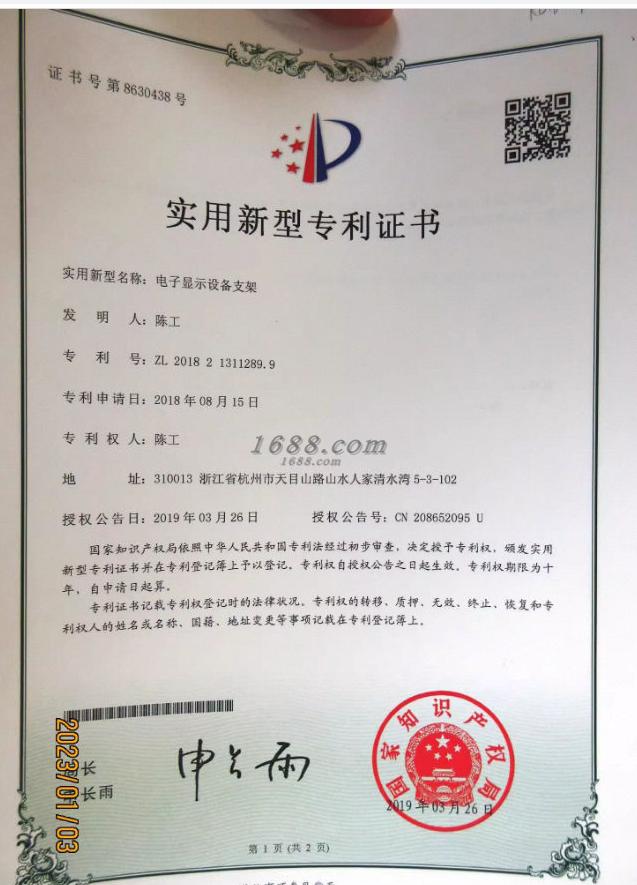 证书号第8630438号
实用新型专利证书
实用新型名称：电子显示设备支架
发明人：陈工
专利号：ZL 2018 2 1311289.9
专利申请日：2018年08月15日
专利权人：陈工
1688.com
1688.com
地址：310013 浙江省杭州市天目山路山水人家清水湾5-3-102
授权公告日：2019年03月26日 授权公告号：CN 208652095 U
国家知识产权局依照中华人民共和国专利法经过初步审查，决定授予专利权，颁发实用
新型专利证书并在专利登记簿上予以登记。专利权自授权公告之日起生效。专利权期限为十
年，自申请日起算。
专利证书记载专利权登记时的法律状况。专利权的转移、质押、无效、终止、恢复和专
利权人的姓名或名称、国籍、地址变更等事项记载在专利登记簿上。
长
长雨
申长雨
国家知识产权局
2019年03月26日
2023/01/03
第1页(共2页)